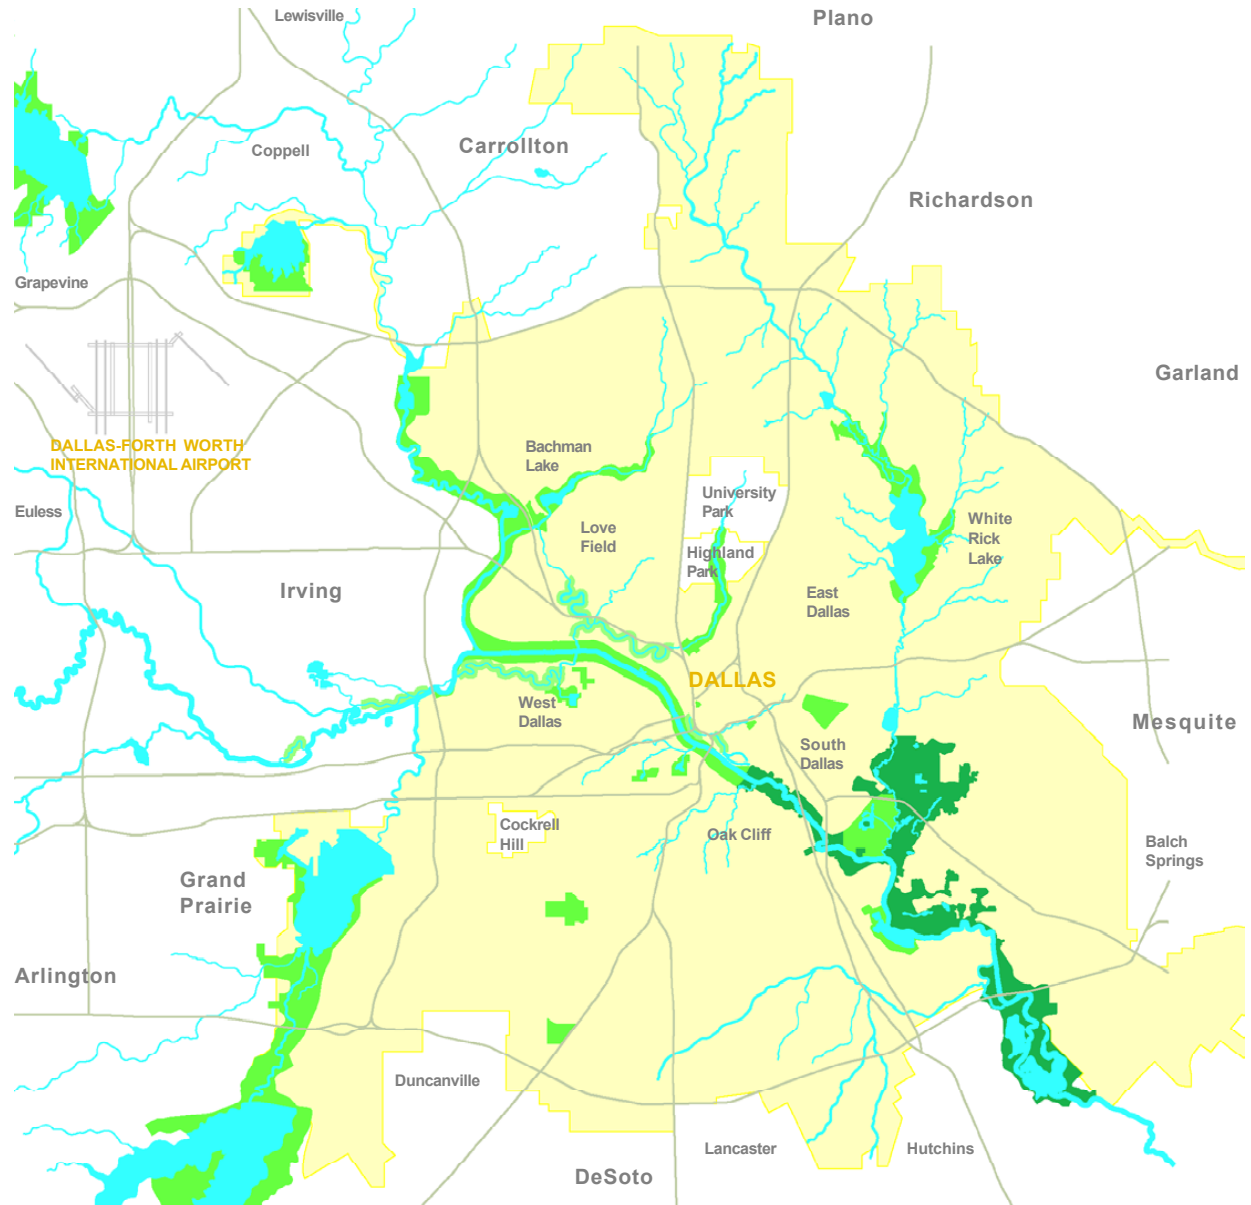 Lewisville
Plano
Coppell
Carrollton
Richardson
Grapevine
Garland
DALLAS-FORTH WORTH
INTERNATIONAL AIRPORT
Bachman
Lake
University
Park
Euless
Love
Field
White
Rick
Lake
Highland
Park
Irving
East
Dallas
DALLAS
West
Dallas
Mesquite
South
Dallas
Cockrell
Hill
Oak Cliff
Balch
Springs
Grand
Prairie
Arlington
Duncanville
Lancaster
Hutchins
DeSoto